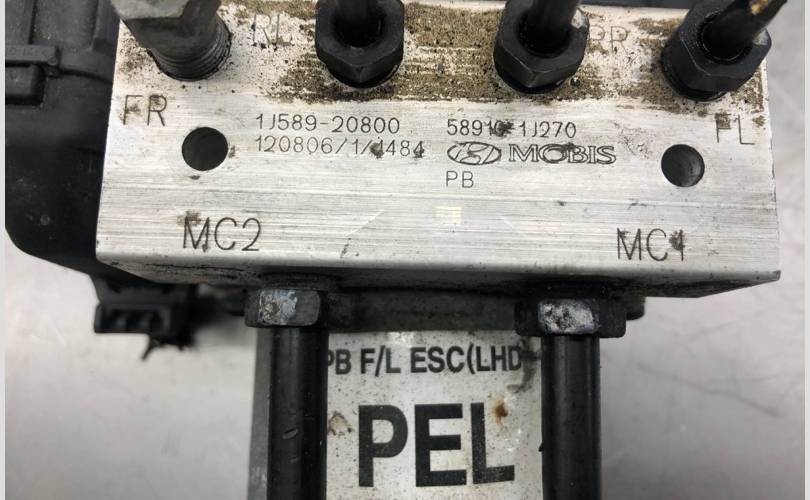 RL RR
FR FL
1J589-20800 58910-1J270
120806/1/1484 MOBIS
PB
MC2 MC1
PB F/L ESC(LHD
PEL